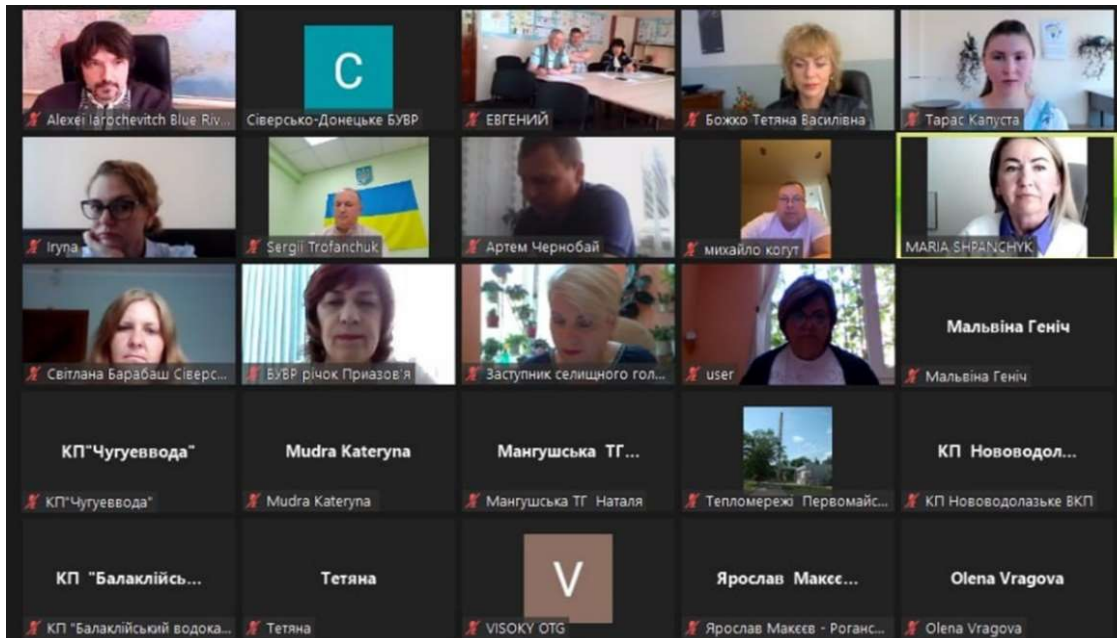 Alexei Iarochevitch Blue Riv...
С
Сіверсько-Донецьке БУВР
ЕВГЕНИЙ
Божко Тетяна Василівна
Тарас Капуста
Iryna
Sergii Trofanchuk
Артем Чернобай
михайло когут
MARIA SHPANCHYK
Світлана Барабаш Сіверс...
БУВР річок Приазов'я
Заступник селищного гол...
user
Мальвіна Геніч
Мальвіна Геніч
КП"Чугуеввода"
КП"Чугуеввода"
Mudra Kateryna
Mudra Kateryna
Мангушська ТГ...
Мангушська ТГ Наталя
Тепломережі Первомайс...
КП Нововодол...
КП Нововодолазьке ВКП
КП "Балаклійсь...
КП "Балаклійський водока...
Тетяна
Тетяна
V
VISOKY OTG
Ярослав Макєє...
Ярослав Макєєв - Роганс...
Olena Vragova
Olena Vragova